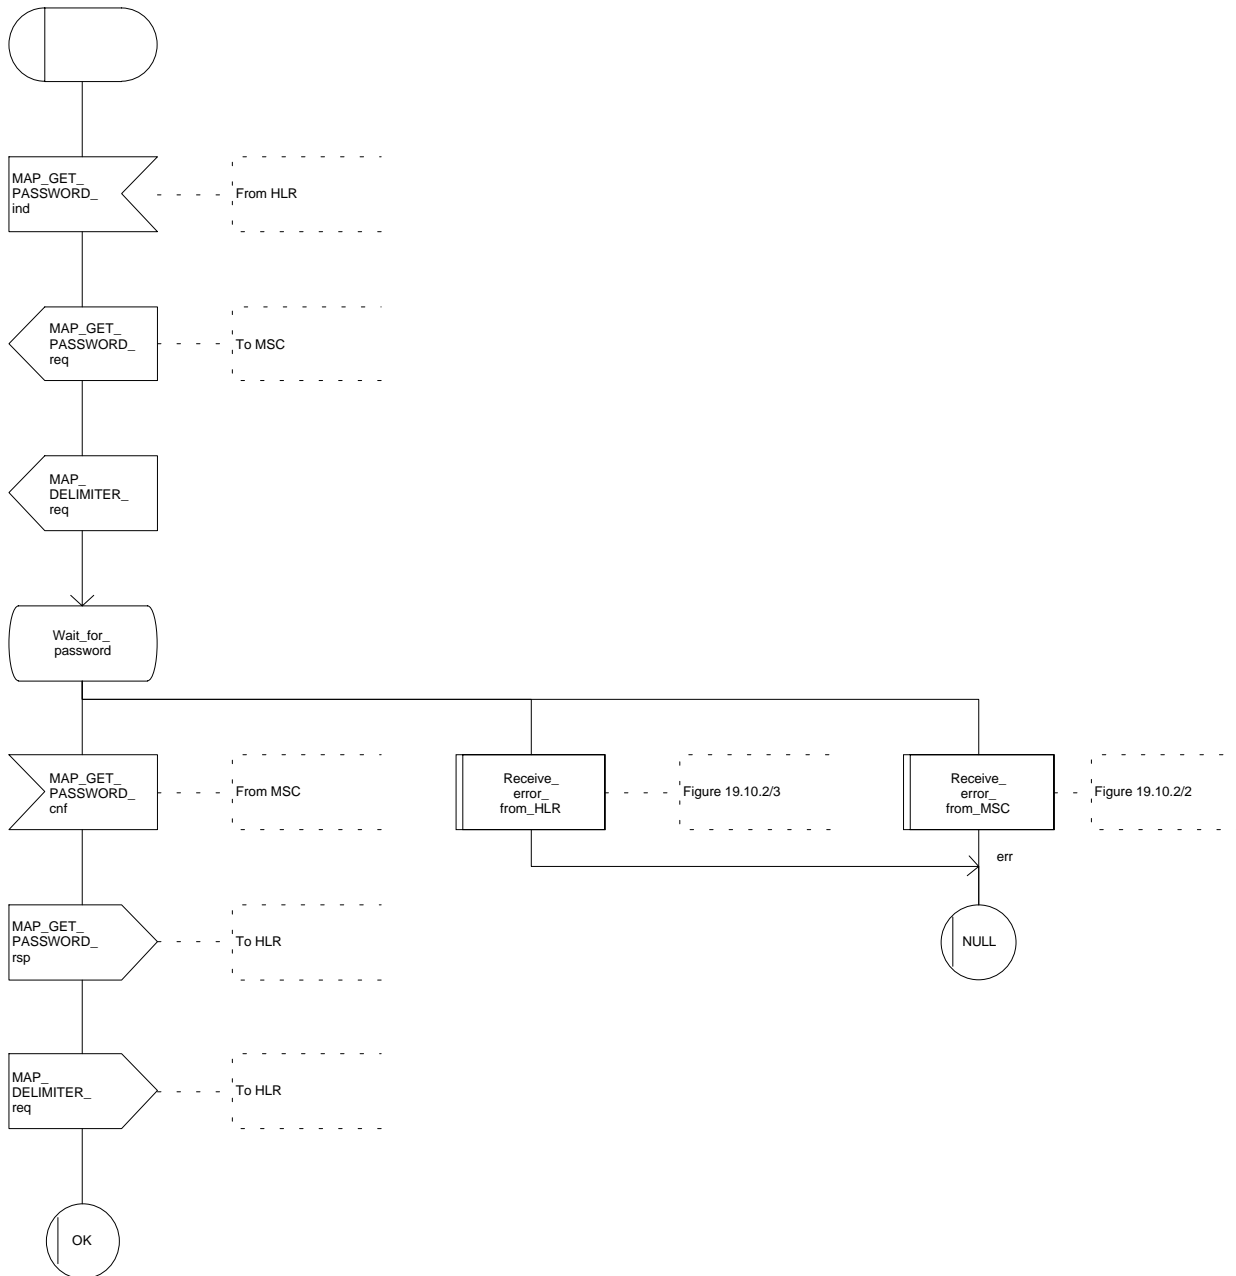 MAP_GET_
PASSWORD_
ind
From HLR
MAP_GET_
PASSWORD_
req
To MSC
MAP_
DELIMITER_
req
Wait_for_
password
MAP_GET_
PASSWORD_
cnf
From MSC
Receive_
error_
from_HLR
Figure 19.10.2/3
Receive_
error_
from_MSC
Figure 19.10.2/2
err
MAP_GET_
PASSWORD_
rsp
To HLR
NULL
MAP_
DELIMITER_
req
To HLR
OK